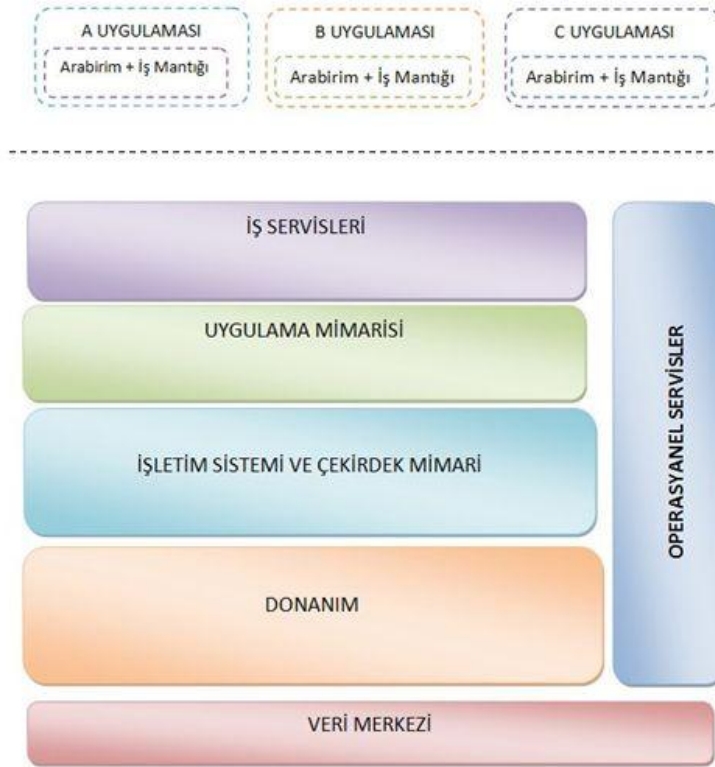 A UYGULAMASI
Arabirim + İş Mantığı
B UYGULAMASI
Arabirim + İş Mantığı
C UYGULAMASI
Arabirim + İş Mantığı
İŞ SERVİSLERİ
UYGULAMA MİMARİSİ
İŞLETİM SİSTEMİ VE ÇEKİRDEK MİMARİ
DONANIM
OPERASYANEL SERVİSLER
VERİ MERKEZİ